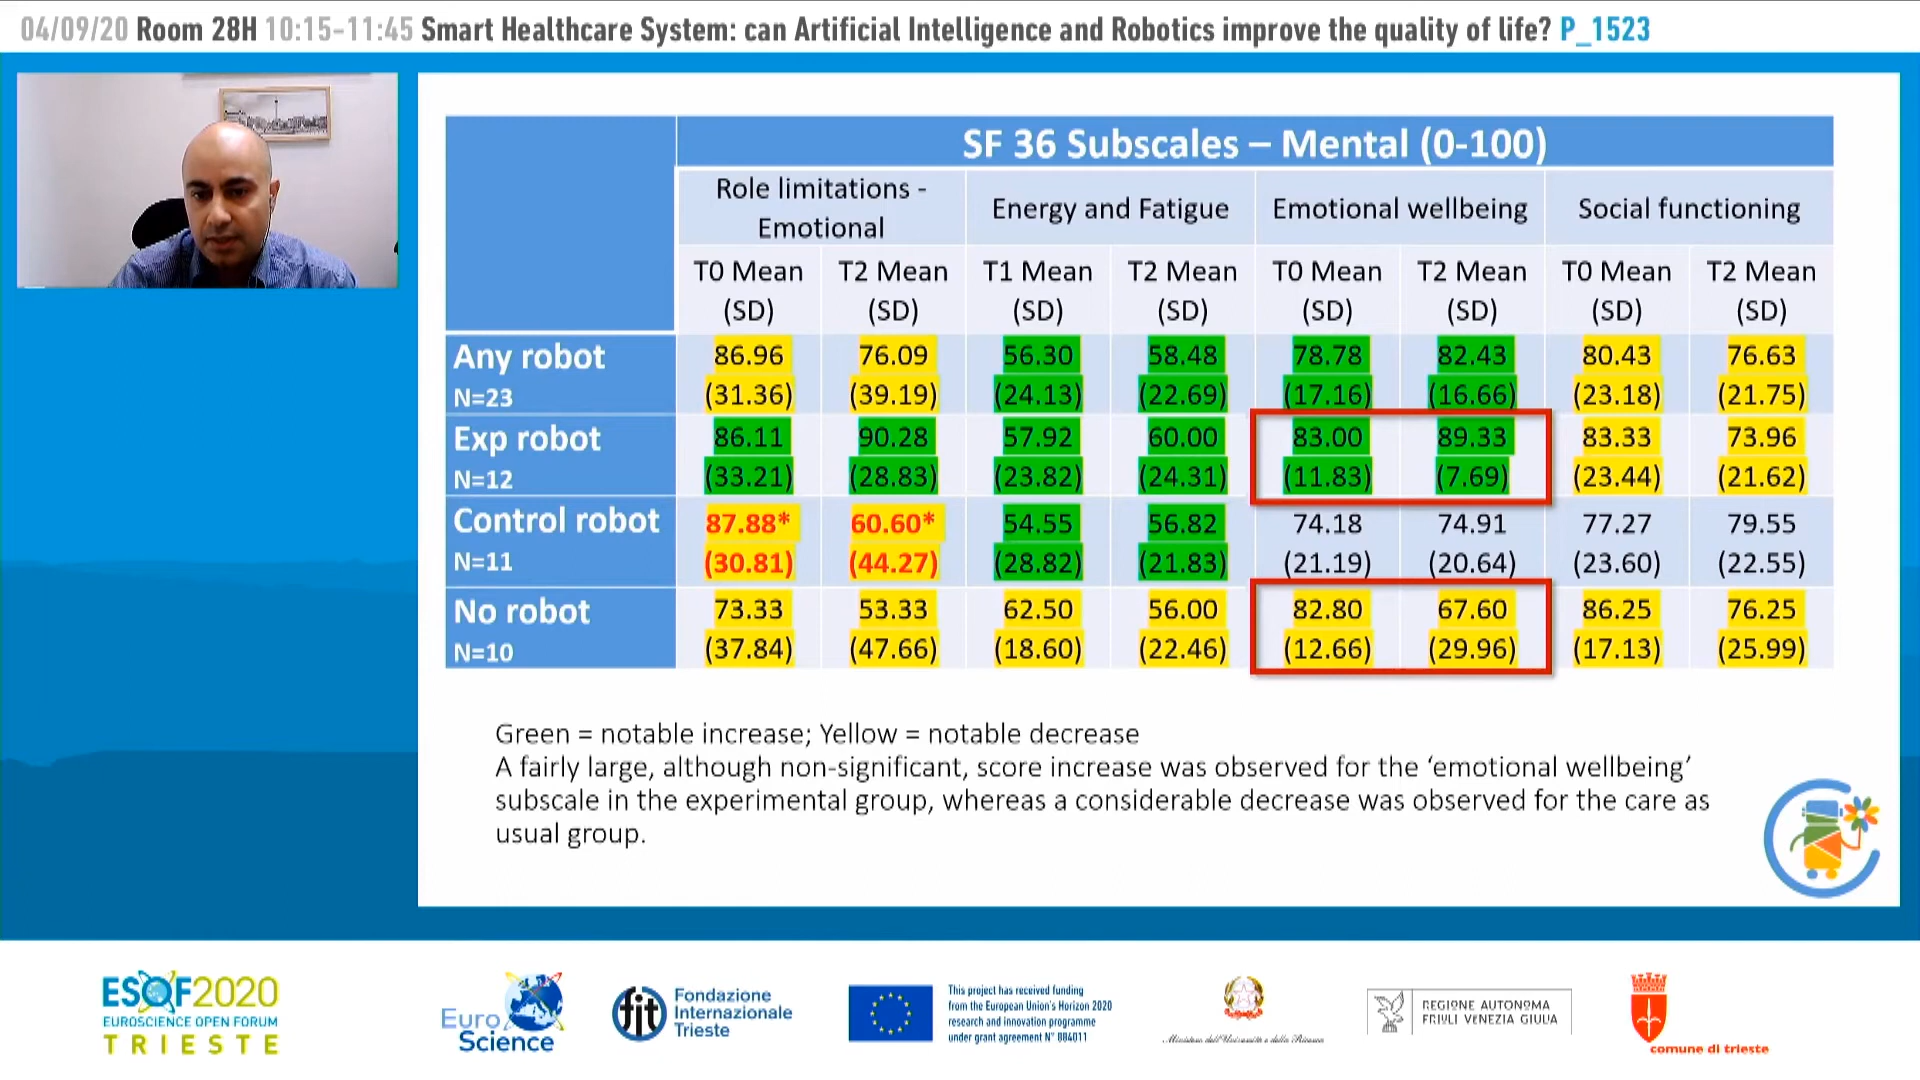 04/09/20 Room 28H 10:15-11:45 Smart Healthcare System: can Artificial Intelligence and Robotics improve the quality of life? P_1523
SF 36 Subscales – Mental (0-100)
Role limitations - Emotional Energy and Fatigue Emotional wellbeing Social functioning
T0 Mean (SD) T2 Mean (SD) T1 Mean (SD) T2 Mean (SD) T0 Mean (SD) T2 Mean (SD) T0 Mean (SD) T2 Mean (SD)
Any robot 86.96 76.09 56.30 58.48 78.78 82.43 80.43 76.63
N=23 (31.36) (39.19) (24.13) (22.69) (17.16) (16.66) (23.18) (21.75)
Exp robot 86.11 90.28 57.92 60.00 83.00 89.33 83.33 73.96
N=12 (33.21) (28.83) (23.82) (24.31) (11.83) (7.69) (23.44) (21.62)
Control robot 87.88* 60.60* 54.55 56.82 74.18 74.91 77.27 79.55
N=11 (30.81) (44.27) (28.82) (21.83) (21.19) (20.64) (23.60) (22.55)
No robot 73.33 53.33 62.50 56.00 82.80 67.60 86.25 76.25
N=10 (37.84) (47.66) (18.60) (22.46) (12.66) (29.96) (17.13) (25.99)
Green = notable increase; Yellow = notable decrease
A fairly large, although non-significant, score increase was observed for the ‘emotional wellbeing’
subscale in the experimental group, whereas a considerable decrease was observed for the care as
usual group.
ESOF2020
EUROSCIENCE OPEN FORUM
TRIESTE
Euro
Science
fit
Fondazione
Internazionale
Trieste
This project has received funding
from the European Union's Horizon 2020
research and innovation programme
under grant agreement N° 884011
Ministero dell'Università e della Ricerca
REGIONE AUTONOMA
FRIULI VENEZIA GIULIA
comune di trieste